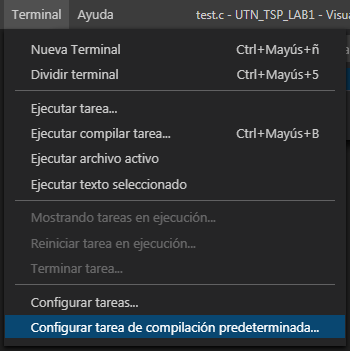 Terminal Ayuda test.c - UTN_TSP_LAB1 - Visua
Nueva Terminal Ctrl+Mayús+ñ
Dividir terminal Ctrl+Mayús+5
Ejecutar tarea...
Ejecutar compilar tarea... Ctrl+Mayús+B
Ejecutar archivo activo
Ejecutar texto seleccionado
Mostrando tareas en ejecución...
Reiniciar tarea en ejecución...
Terminar tarea...
Configurar tareas...
Configurar tarea de compilación predeterminada...